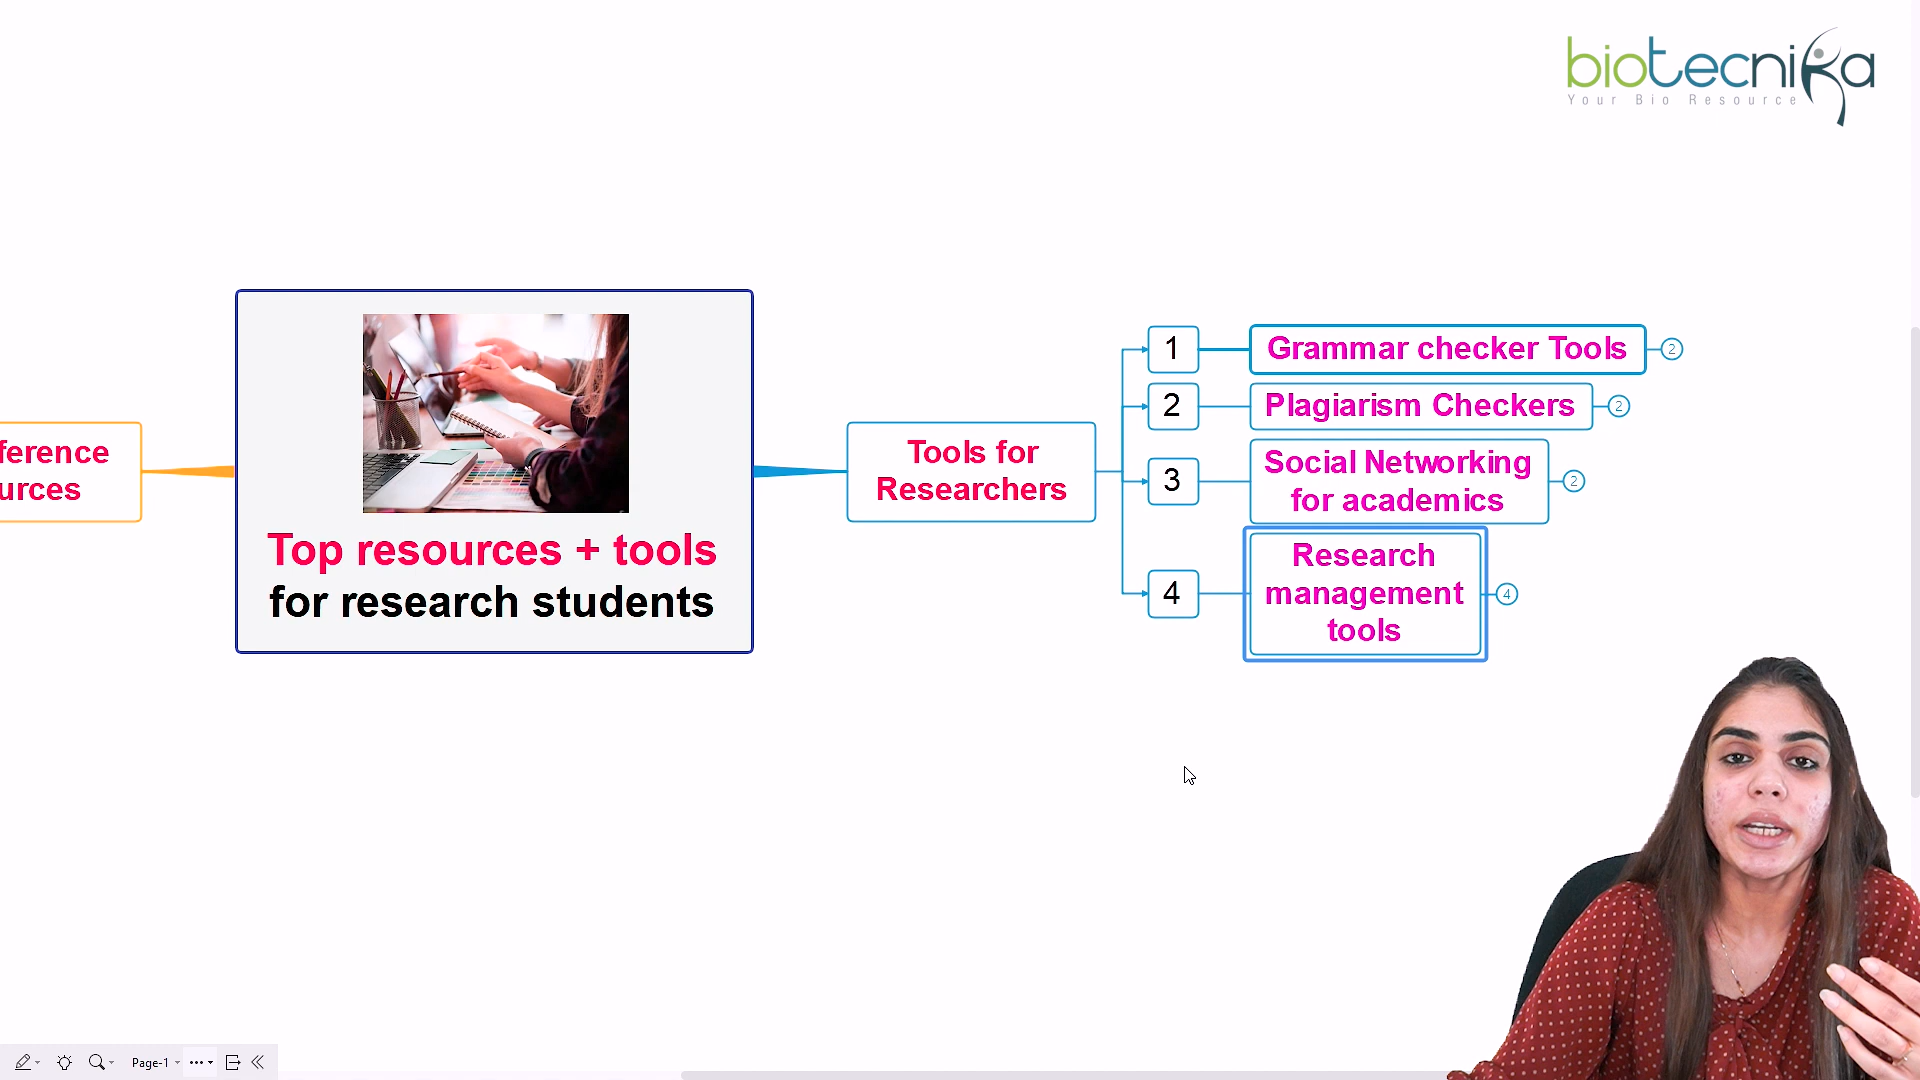 biotecnika
Your Bio Resource
ference
urces
Top resources + tools
for research students
Tools for
Researchers
1
Grammar checker Tools
2
2
Plagiarism Checkers
2
3
Social Networking
for academics
2
4
Research
management
tools
4
Page-1